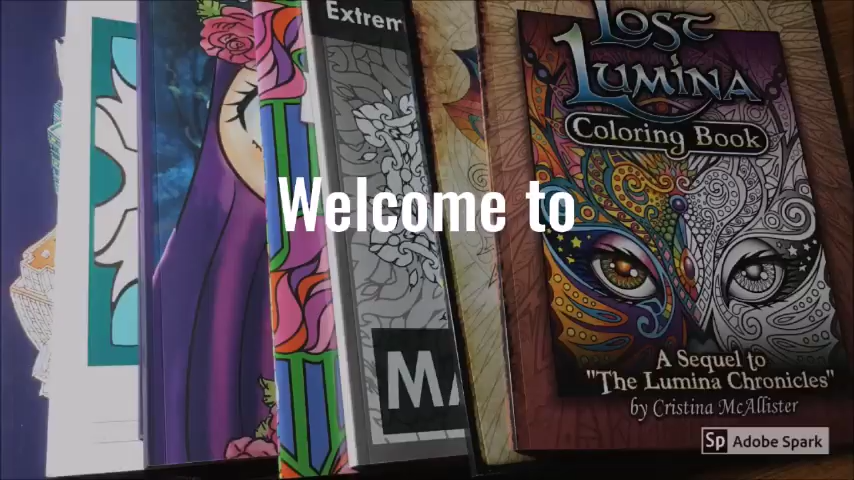 Extrem
LOST
LUMINA
Coloring Book
Welcome to
A Sequel to
"The Lumina Chronicles"
by Cristina McAllister
MA
Sp Adobe Spark